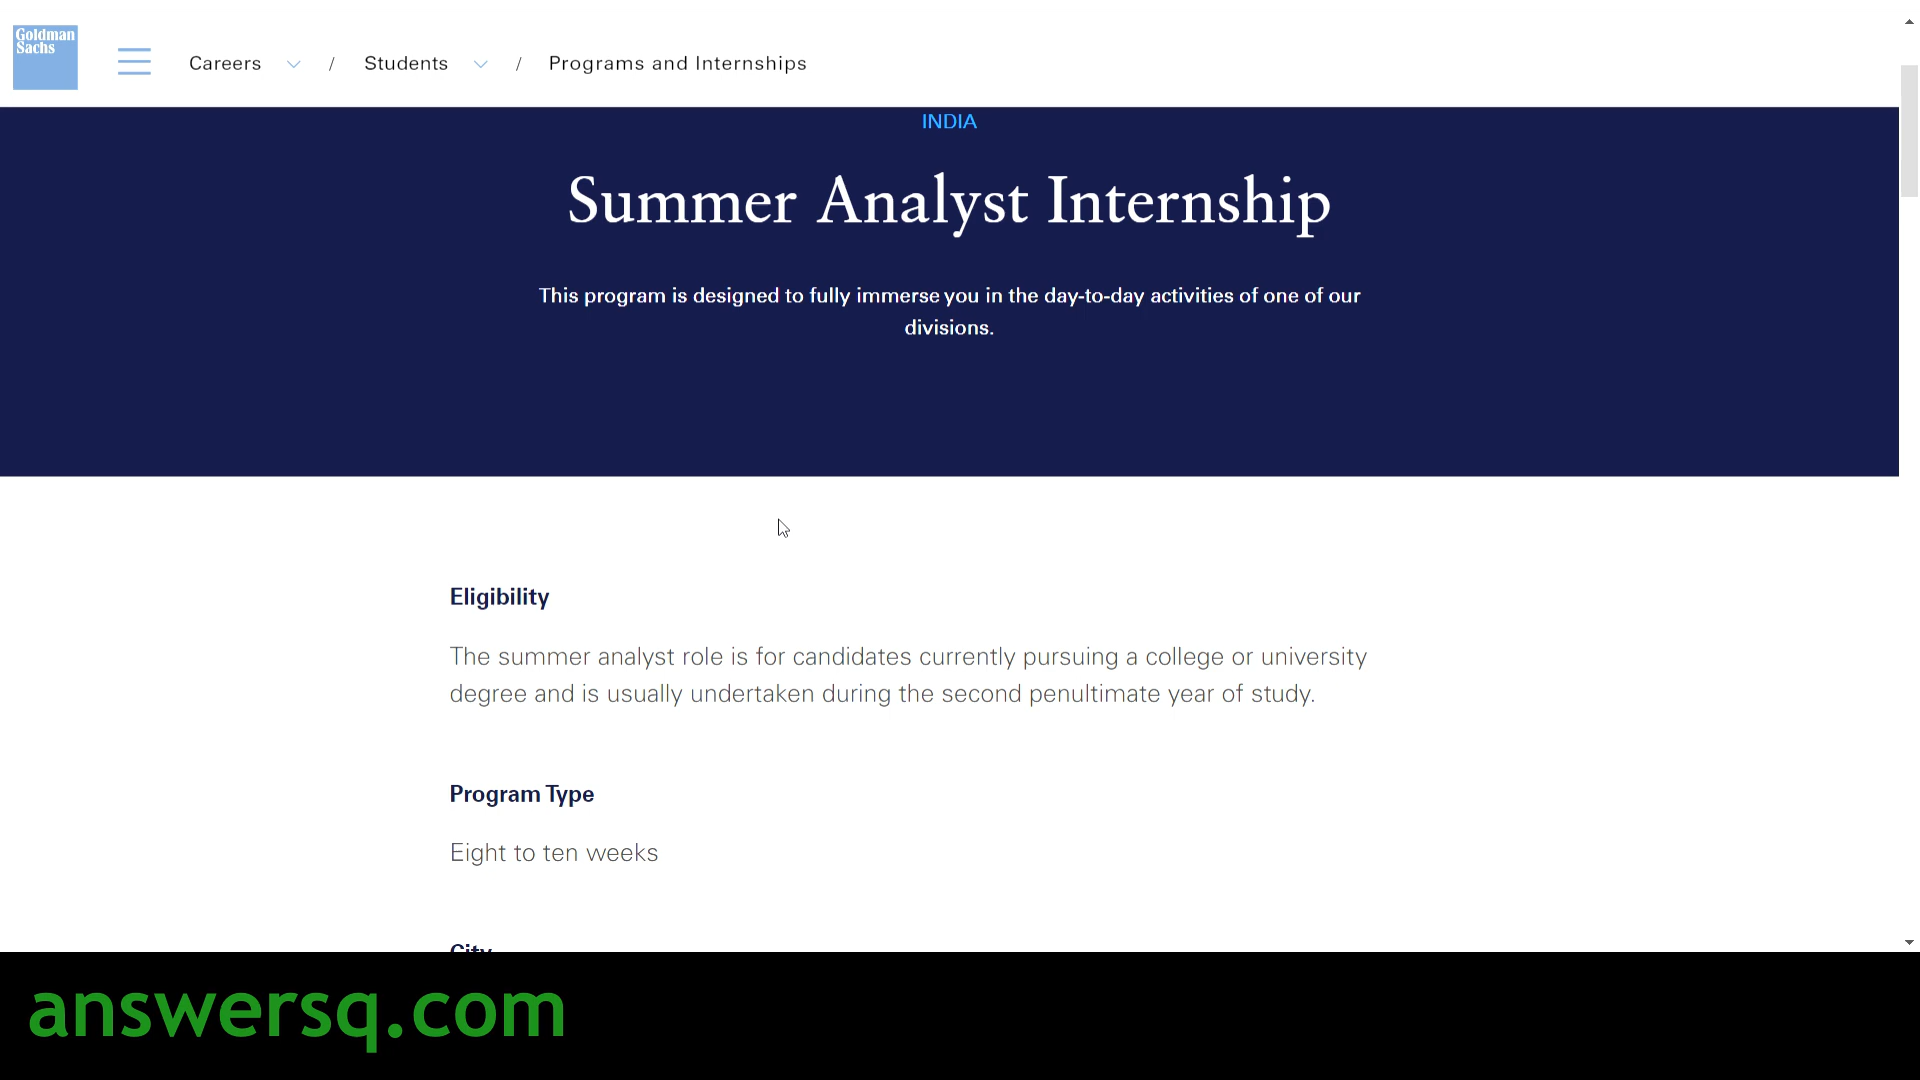 Goldman
Sachs
Careers / Students / Programs and Internships
INDIA
Summer Analyst Internship
This program is designed to fully immerse you in the day-to-day activities of one of our
divisions.
Eligibility
The summer analyst role is for candidates currently pursuing a college or university
degree and is usually undertaken during the second penultimate year of study.
Program Type
Eight to ten weeks
City
answersq.com